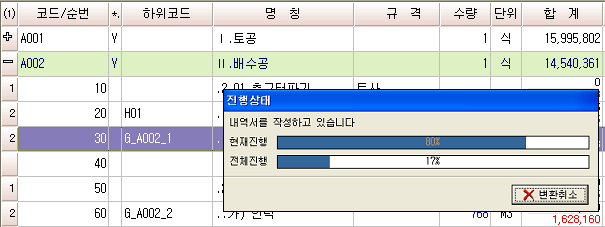 (1) 코드/순번 *. 하위코드 명 칭 규 격 수량 단위 합 계
A001 Y Ⅰ.토공 1 식 15,995,802
A002 Y Ⅱ.배수공 1 식 14,540,361
1 10 토사 0
2 20 H01
2 30 G_A002_1
40
1 50
2 60 G_A002_2 768 M3
1,628,160
진행상태
내역서를 작성하고 있습니다
현재진행 80%
전체진행 17%
변환취소